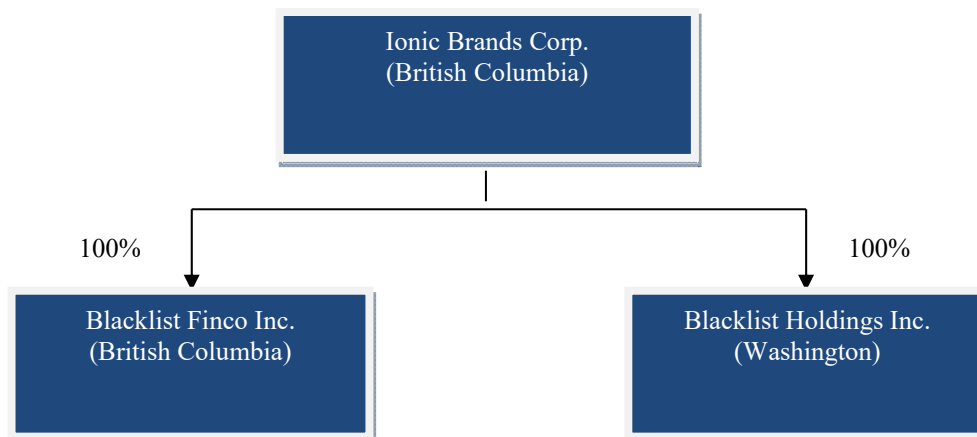 Ionic Brands Corp.
(British Columbia)
100%
100%
Blacklist Finco Inc.
(British Columbia)
Blacklist Holdings Inc.
(Washington)